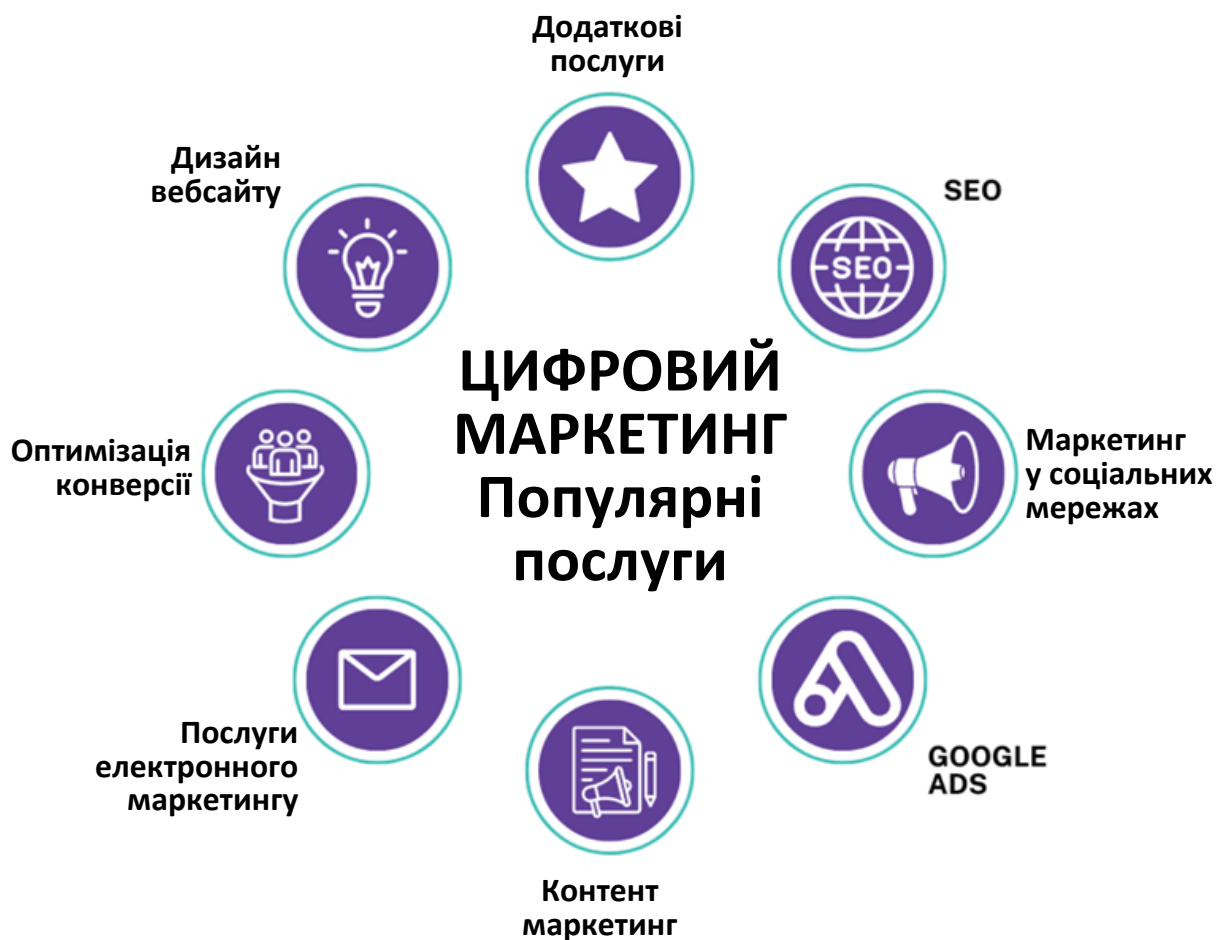 Додаткові
послуги
Дизайн
вебсайту
SEO
SEO
ЦИФРОВИЙ
МАРКЕТИНГ
Популярні
послуги
Оптимізація
конверсії
Маркетинг
у соціальних
мережах
Послуги
електронного
маркетингу
GOOGLE
ADS
Контент
маркетинг